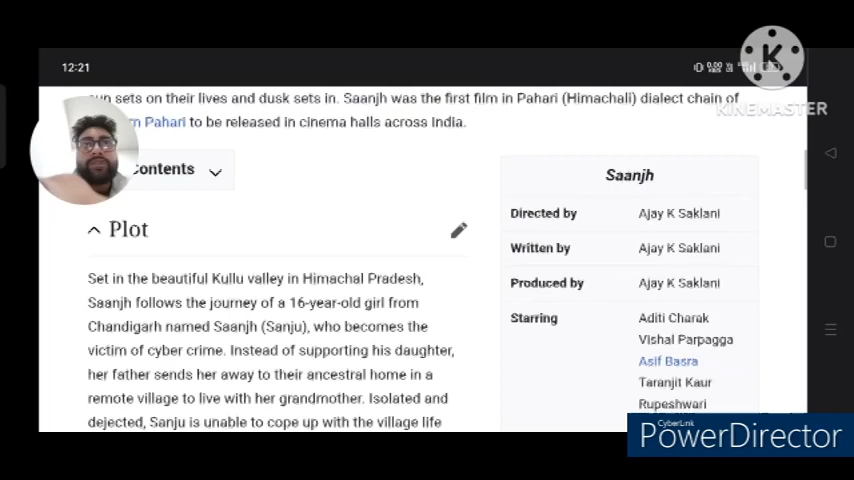 12:21
K
KINEMASTER
sun sets on their lives and dusk sets in. Saanjh was the first film in Pahari (Himachali) dialect chain of
Pahari to be released in cinema halls across India.
Contents
Plot
Set in the beautiful Kullu valley in Himachal Pradesh,
Saanjh follows the journey of a 16-year-old girl from
Chandigarh named Saanjh (Sanju), who becomes the
victim of cyber crime. Instead of supporting his daughter,
her father sends her away to their ancestral home in a
remote village to live with her grandmother. Isolated and
dejected, Sanju is unable to cope up with the village life
Saanjh
Directed by Ajay K Saklani
Written by Ajay K Saklani
Produced by Ajay K Saklani
Starring Aditi Charak
Vishal Parpagga
Asif Basra
Taranjit Kaur
Rupeshwari
CyberLink
PowerDirector